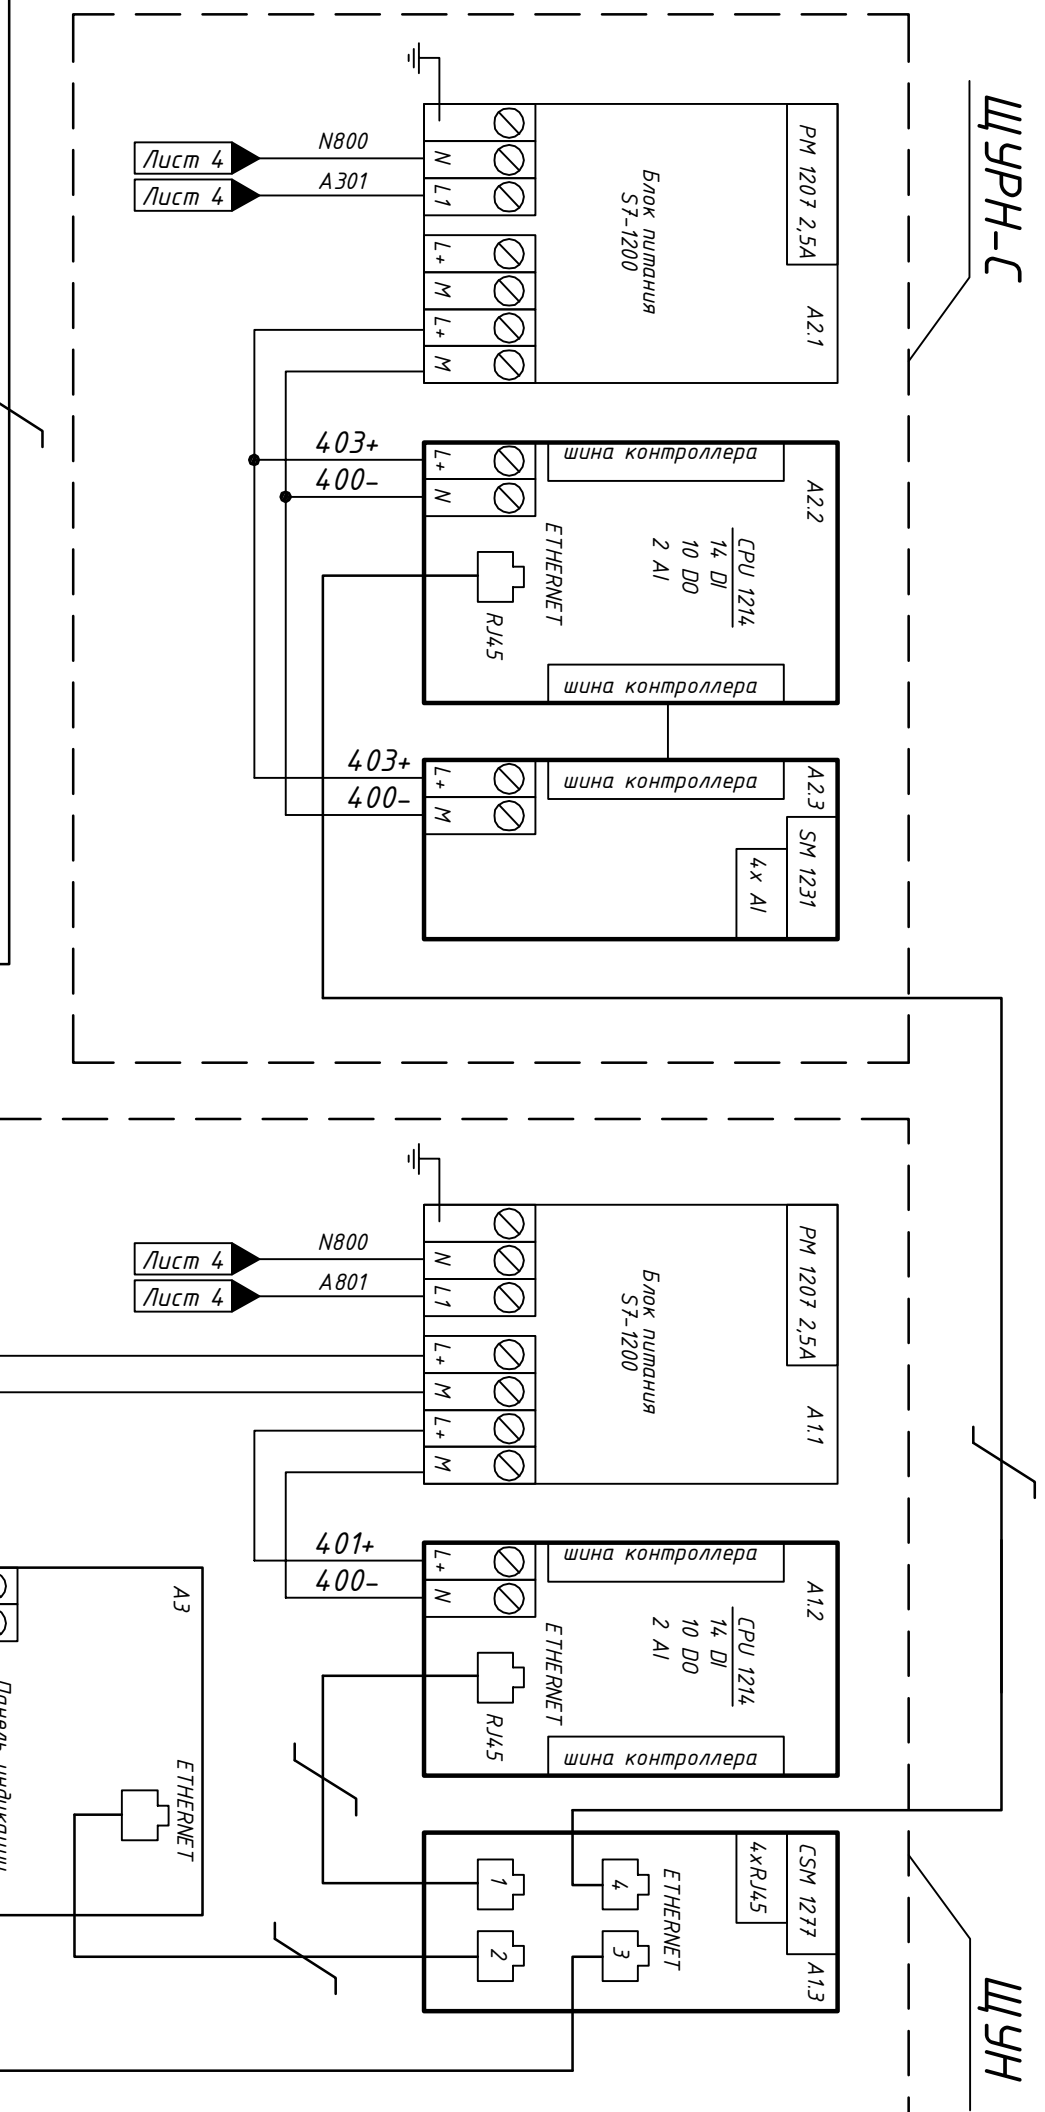 ЩУРН-С
PM 1207 2,5A
A2.1
Блок питания
S7-1200
N
L1
L+
M
L+
M
N800
A301
Лист 4
Лист 4
шина контроллера
A2.2
CPU 1214
14 DI
10 DO
2 AI
ETHERNET
RJ45
L+
N
403+
400-
шина контроллера
шина контроллера
A2.3
SM 1231
4x AI
L+
M
403+
400-
PM 1207 2,5A
A1.1
Блок питания
S7-1200
N
L1
L+
M
L+
M
N800
A801
Лист 4
Лист 4
шина контроллера
A1.2
CPU 1214
14 DI
10 DO
2 AI
ETHERNET
RJ45
L+
N
401+
400-
шина контроллера
A3
ETHERNET
Панель индикации
CSM 1277
4xRJ45
A1.3
ETHERNET
4
3
1
2
ЩУН